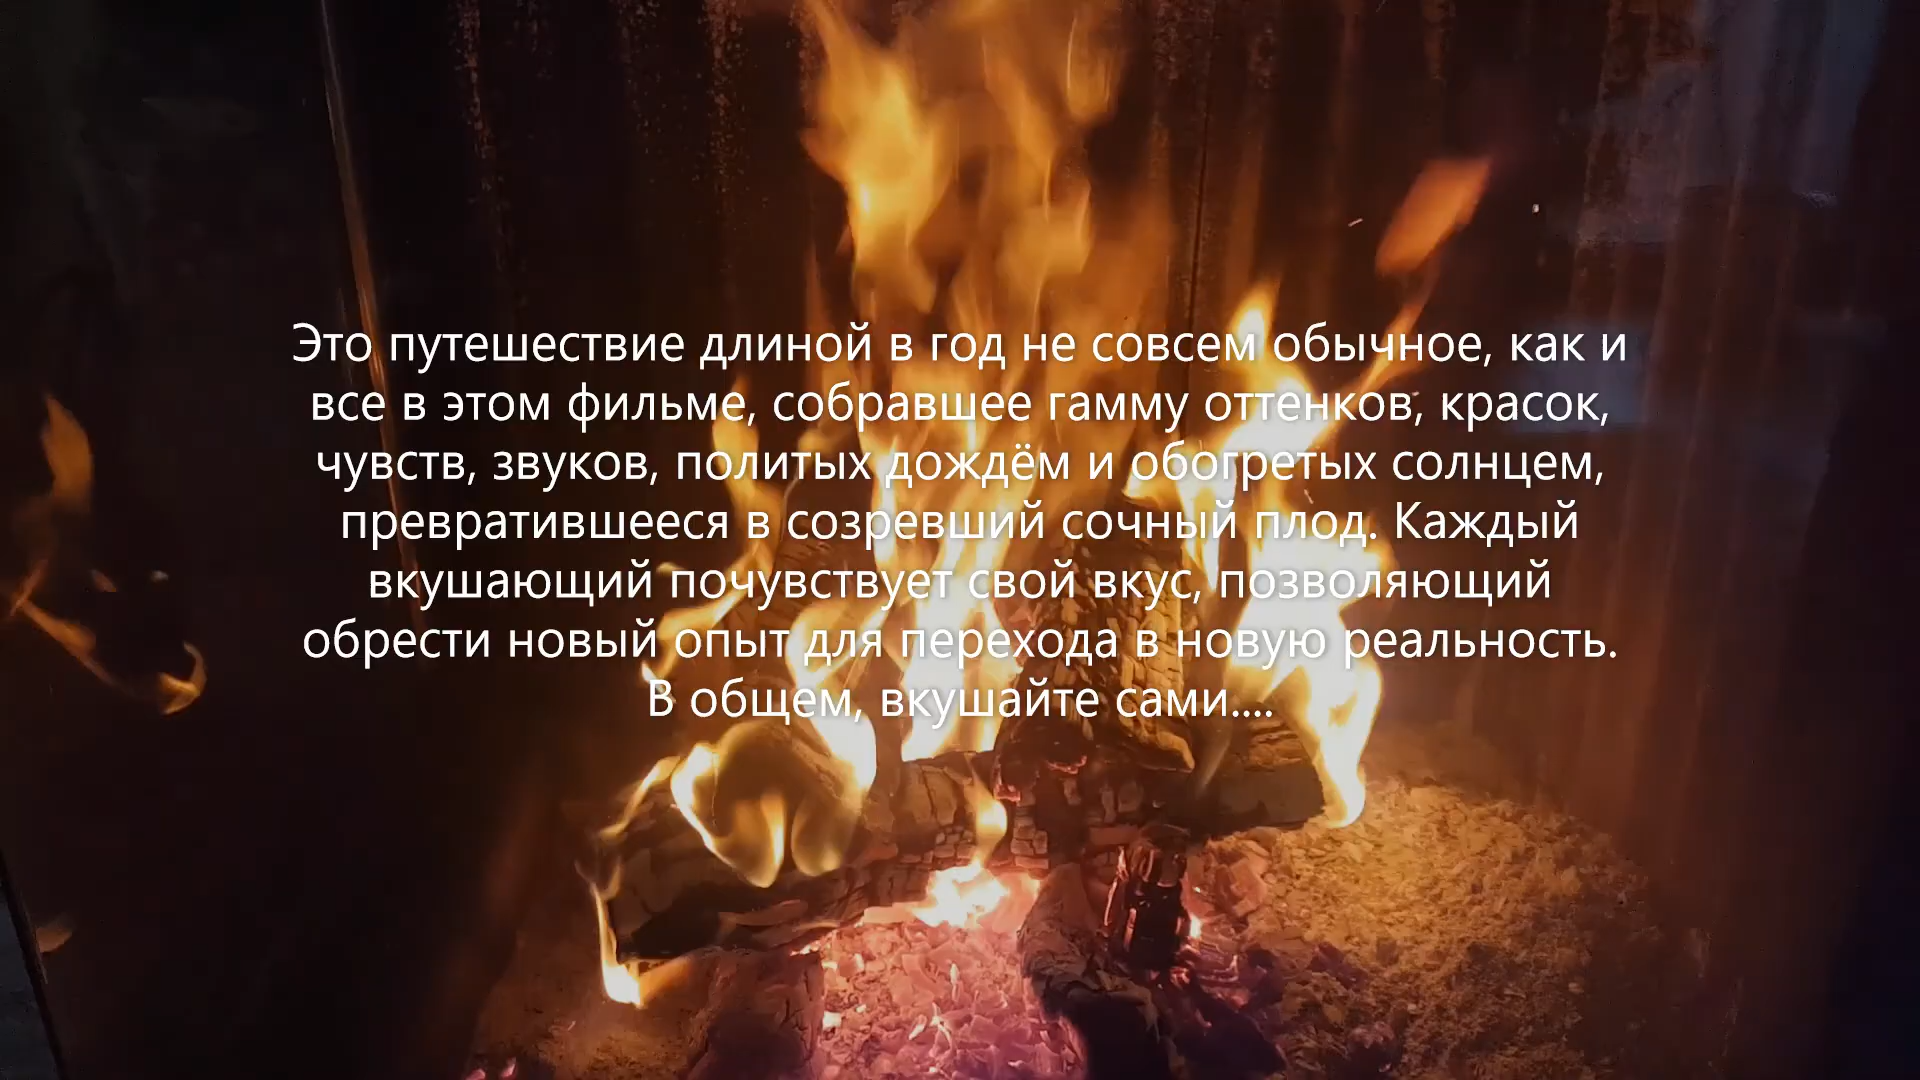 Это путешествие длиной в год не совсем обычное, как и
все в этом фильме, собравшее гамму оттенков, красок,
чувств, звуков, политых дождём и обогретых солнцем,
превратившееся в созревший сочный плод. Каждый
вкушающий почувствует свой вкус, позволяющий
обрести новый опыт для перехода в новую реальность.
В общем, вкушайте сами....